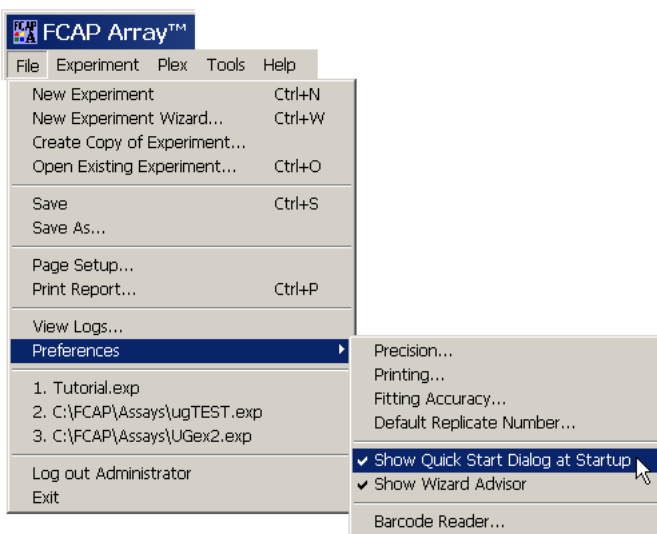 FCAP Array™
File Experiment Plex Tools Help
New Experiment Ctrl+N
New Experiment Wizard... Ctrl+W
Create Copy of Experiment...
Open Existing Experiment... Ctrl+O
Save Ctrl+S
Save As...
Page Setup...
Print Report... Ctrl+P
View Logs...
Preferences
1. Tutorial.exp
2. C:\FCAP\Assays\ugTEST.exp
3. C:\FCAP\Assays\UGex2.exp
Log out Administrator
Exit
Precision...
Printing...
Fitting Accuracy...
Default Replicate Number...
Show Quick Start Dialog at Startup
Show Wizard Advisor
Barcode Reader...